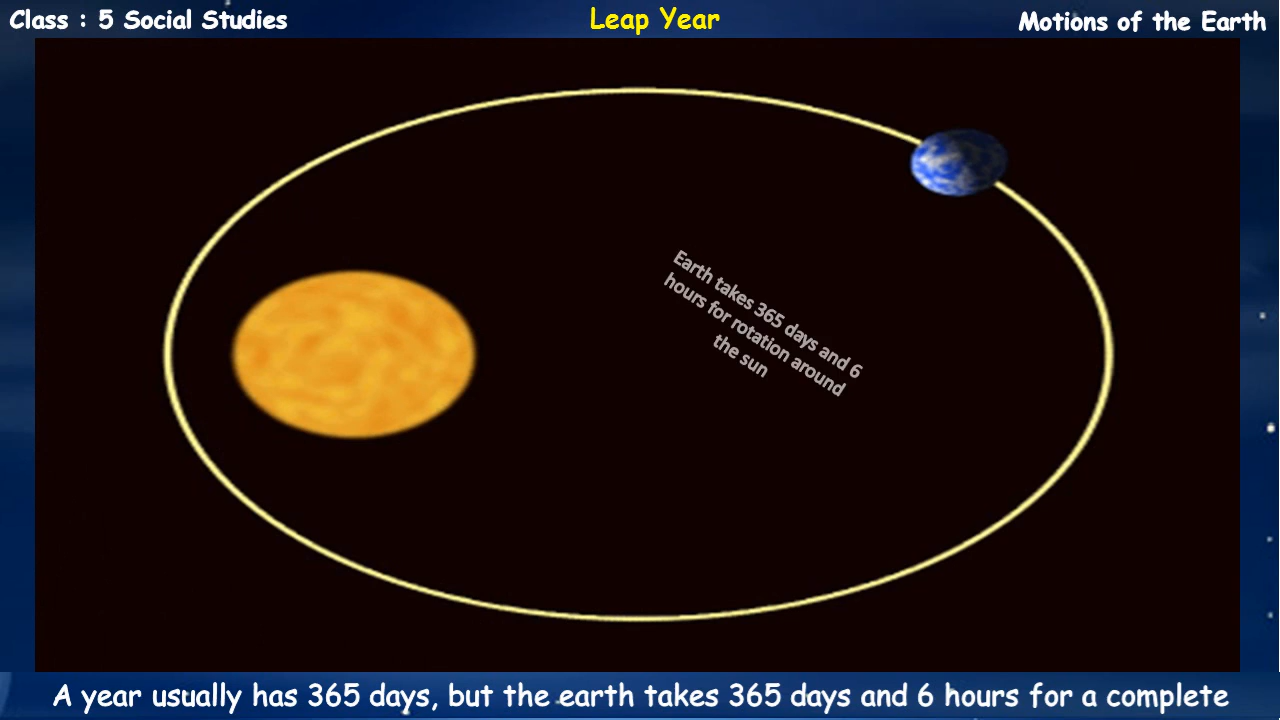 Class : 5 Social Studies
Leap Year
Motions of the Earth
Earth takes 365 days and 6
hours for rotation around
the sun
A year usually has 365 days, but the earth takes 365 days and 6 hours for a complete